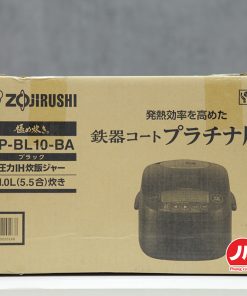 ZOJIRUSHI
極め炊き
P-BL10-BA
ブラック
圧力IH炊飯ジャー
1.0L(5.5合)炊き
発熱効率を高めた
鉄器コートプラチナ